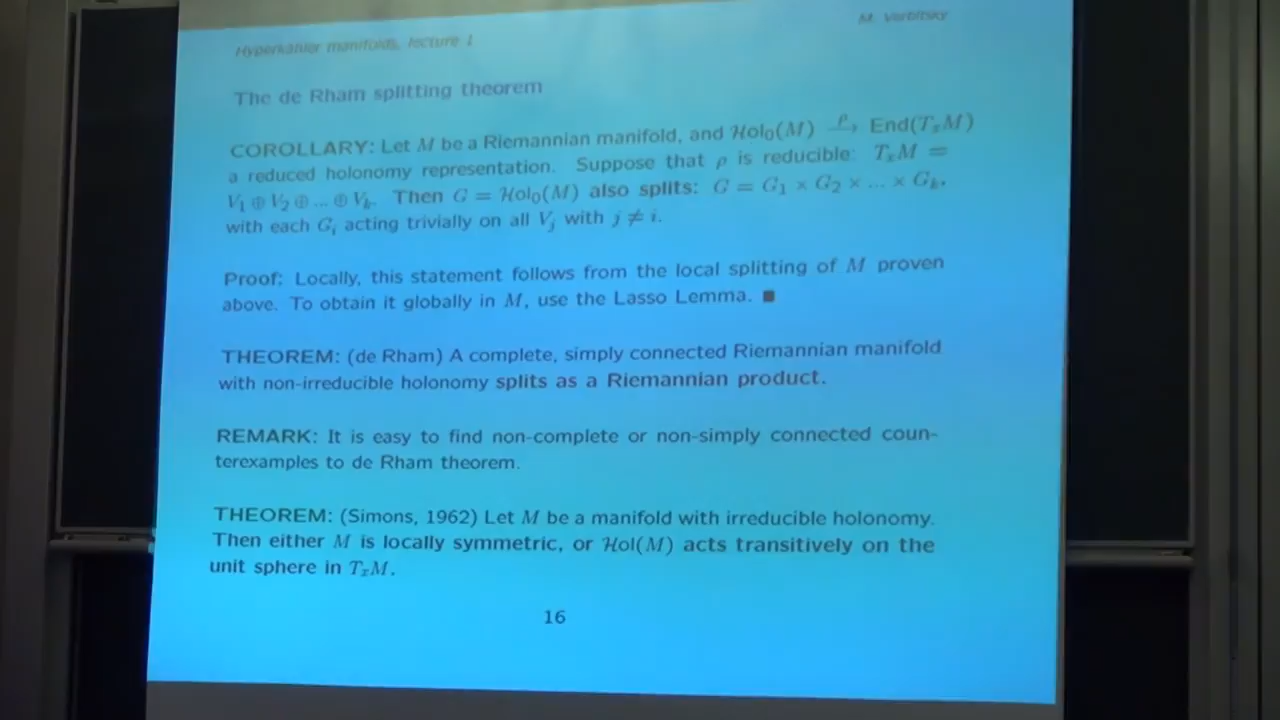 Hyperkähler manifolds, lecture 1
M. Verbitsky
The de Rham splitting theorem
COROLLARY: Let M be a Riemannian manifold, and Hol₀(M) —ρ→ End(TₓM)
a reduced holonomy representation. Suppose that ρ is reducible: TₓM =
V₁ ⊕ V₂ ⊕ ... ⊕ Vₖ. Then G = Hol₀(M) also splits: G = G₁ × G₂ × ... × Gₖ,
with each Gᵢ acting trivially on all Vⱼ with j ≠ i.
Proof: Locally, this statement follows from the local splitting of M proven
above. To obtain it globally in M, use the Lasso Lemma. ■
THEOREM: (de Rham) A complete, simply connected Riemannian manifold
with non-irreducible holonomy splits as a Riemannian product.
REMARK: It is easy to find non-complete or non-simply connected coun-
terexamples to de Rham theorem.
THEOREM: (Simons, 1962) Let M be a manifold with irreducible holonomy.
Then either M is locally symmetric, or Hol(M) acts transitively on the
unit sphere in TₓM.
16